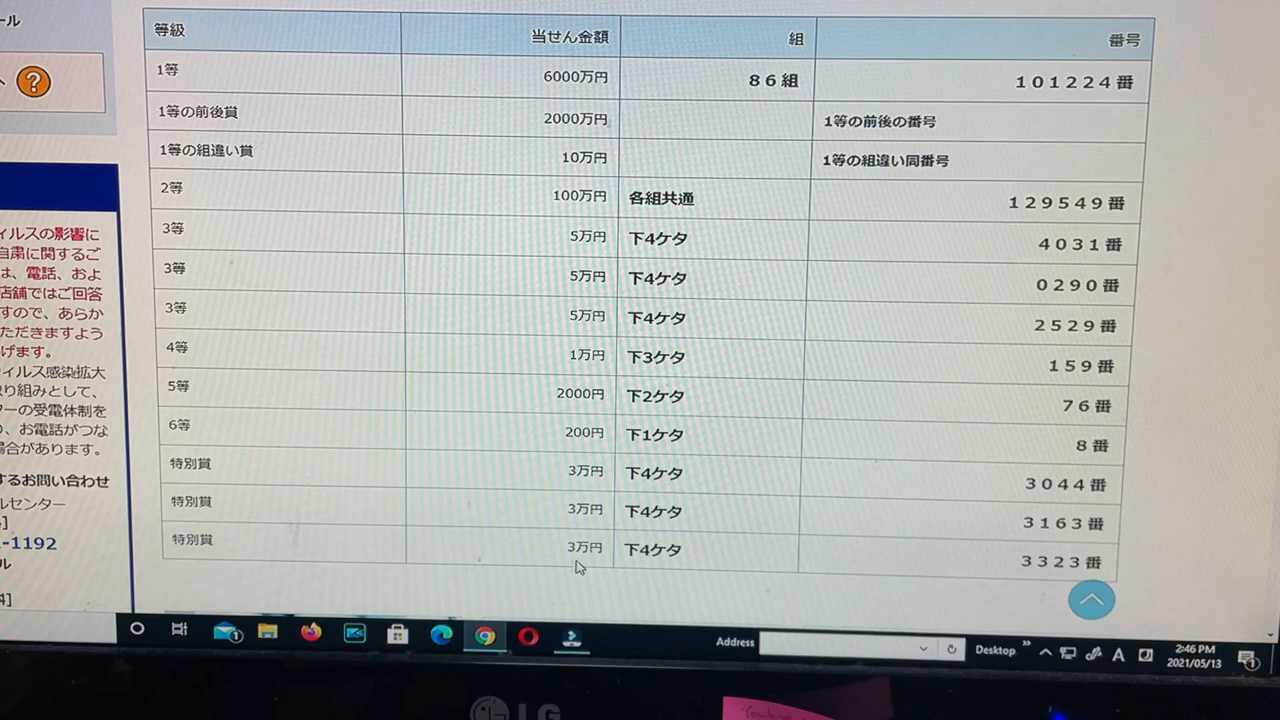 ール
?
等級 当せん金額 組 番号
1等 6000万円 86組 101224番
1等の前後賞 2000万円 1等の前後の番号
1等の組違い賞 10万円 1等の組違い同番号
2等 100万円 各組共通 129549番
3等 5万円 下4ケタ 4031番
3等 5万円 下4ケタ 0290番
3等 5万円 下4ケタ 2529番
4等 1万円 下3ケタ 159番
5等 2000円 下2ケタ 76番
6等 200円 下1ケタ 8番
特別賞 3万円 下4ケタ 3044番
特別賞 3万円 下4ケタ 3163番
特別賞 3万円 下4ケタ 3323番
ィルスの影響に
自粛に関するご
は、電話、およ
店舗ではご回答
すので、あらか
ただきますよう
げます。
ィルス感染拡大
り組みとして、
ーの受電体制を
、お電話がつな
場合があります。
するお問い合わせ
ルセンター
-1192
ル
4]
Address
Desktop
A
2:46 PM
2021/05/13
1
1
LG